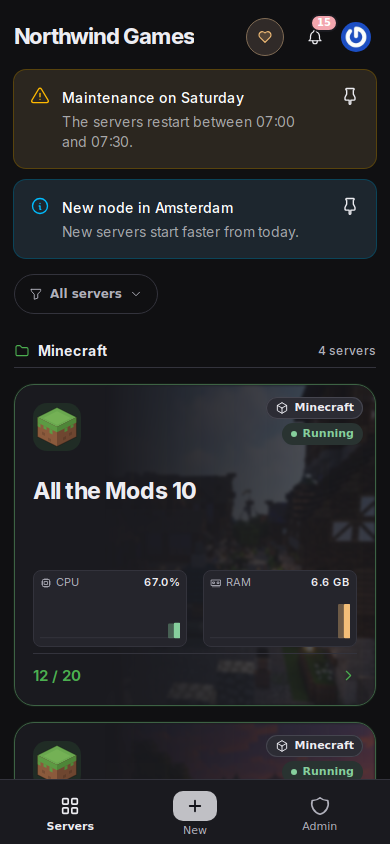 Northwind Games
15
Maintenance on Saturday
The servers restart between 07:00
and 07:30.
New node in Amsterdam
New servers start faster from today.
All servers
Minecraft
4 servers
Minecraft
Running
All the Mods 10
CPU
67.0%
RAM
6.6 GB
12 / 20
Minecraft
Running
Servers
New
Admin